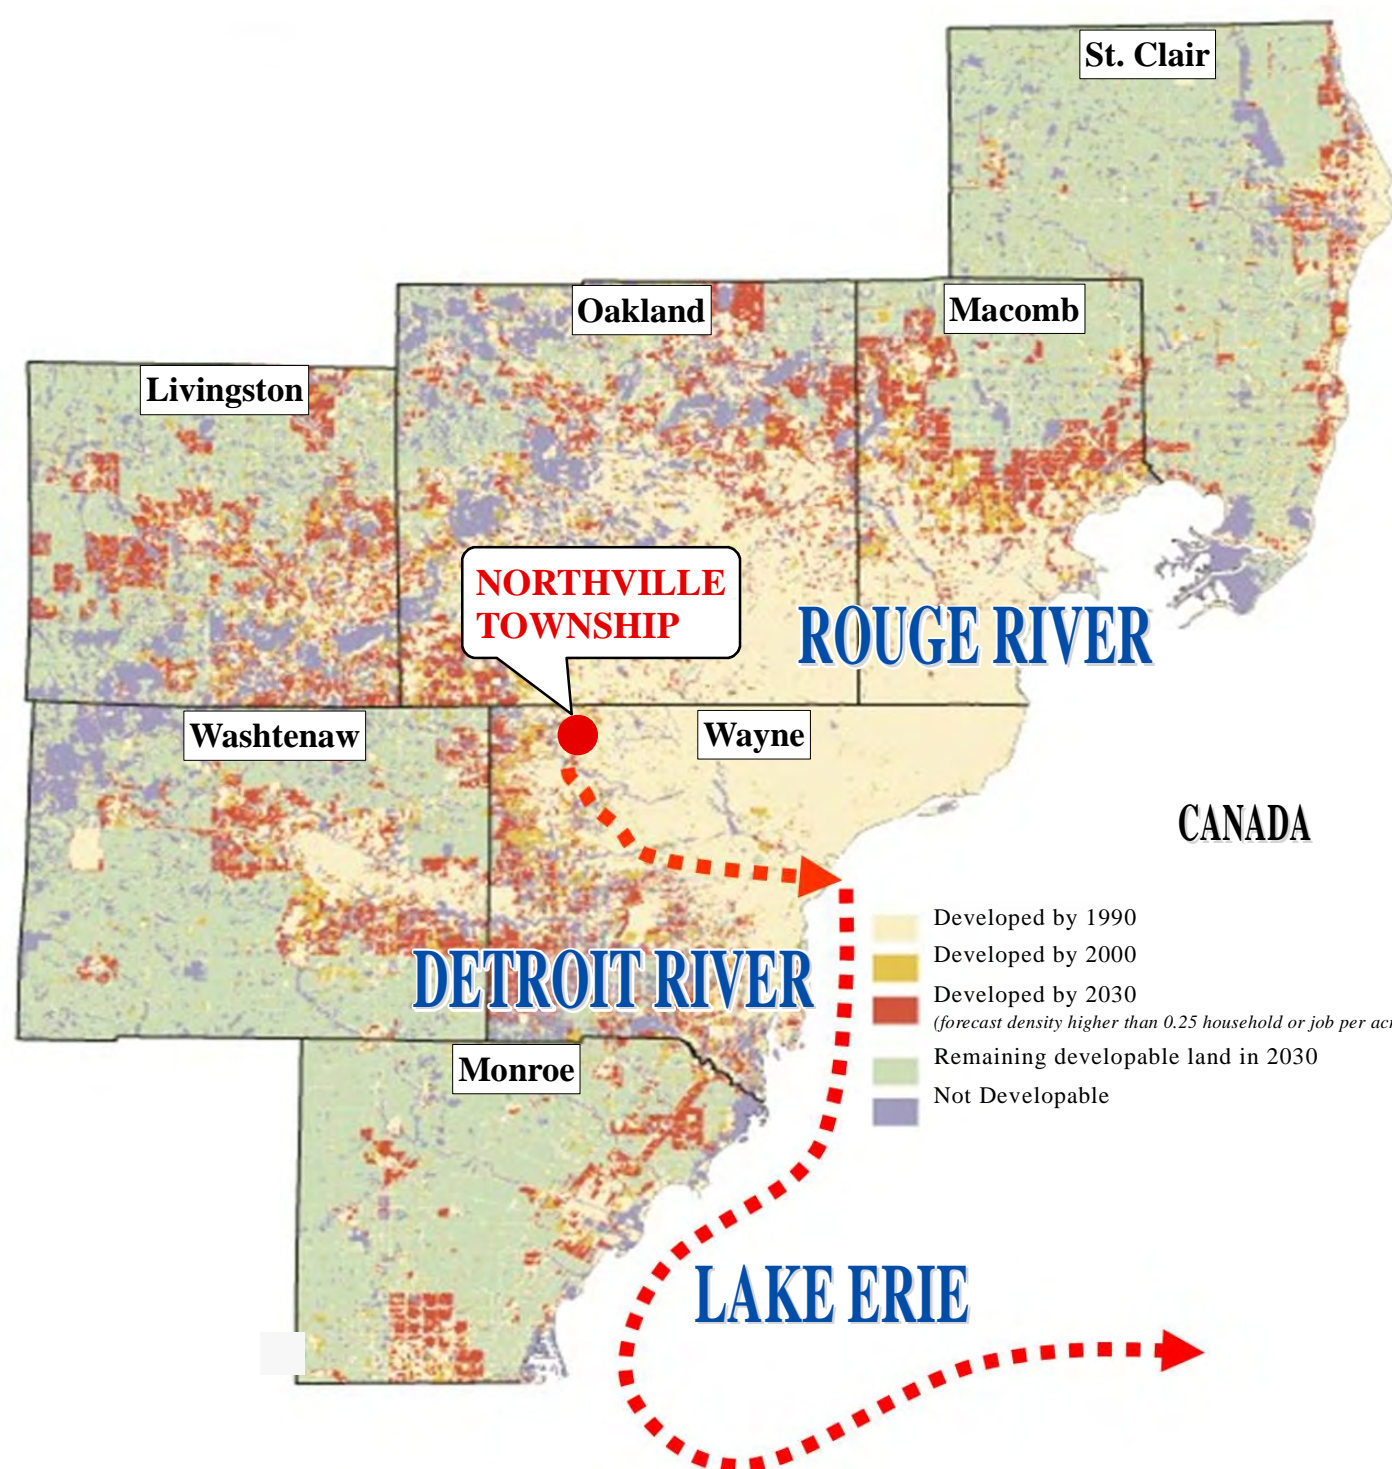 St. Clair
Oakland
Macomb
Livingston
NORTHVILLE
TOWNSHIP
ROUGE RIVER
Washtenaw
Wayne
CANADA
Developed by 1990
Developed by 2000
DETROIT RIVER
Developed by 2030
(forecast density higher than 0.25 household or job per acr
Remaining developable land in 2030
Monroe
Not Developable
LAKE ERIE